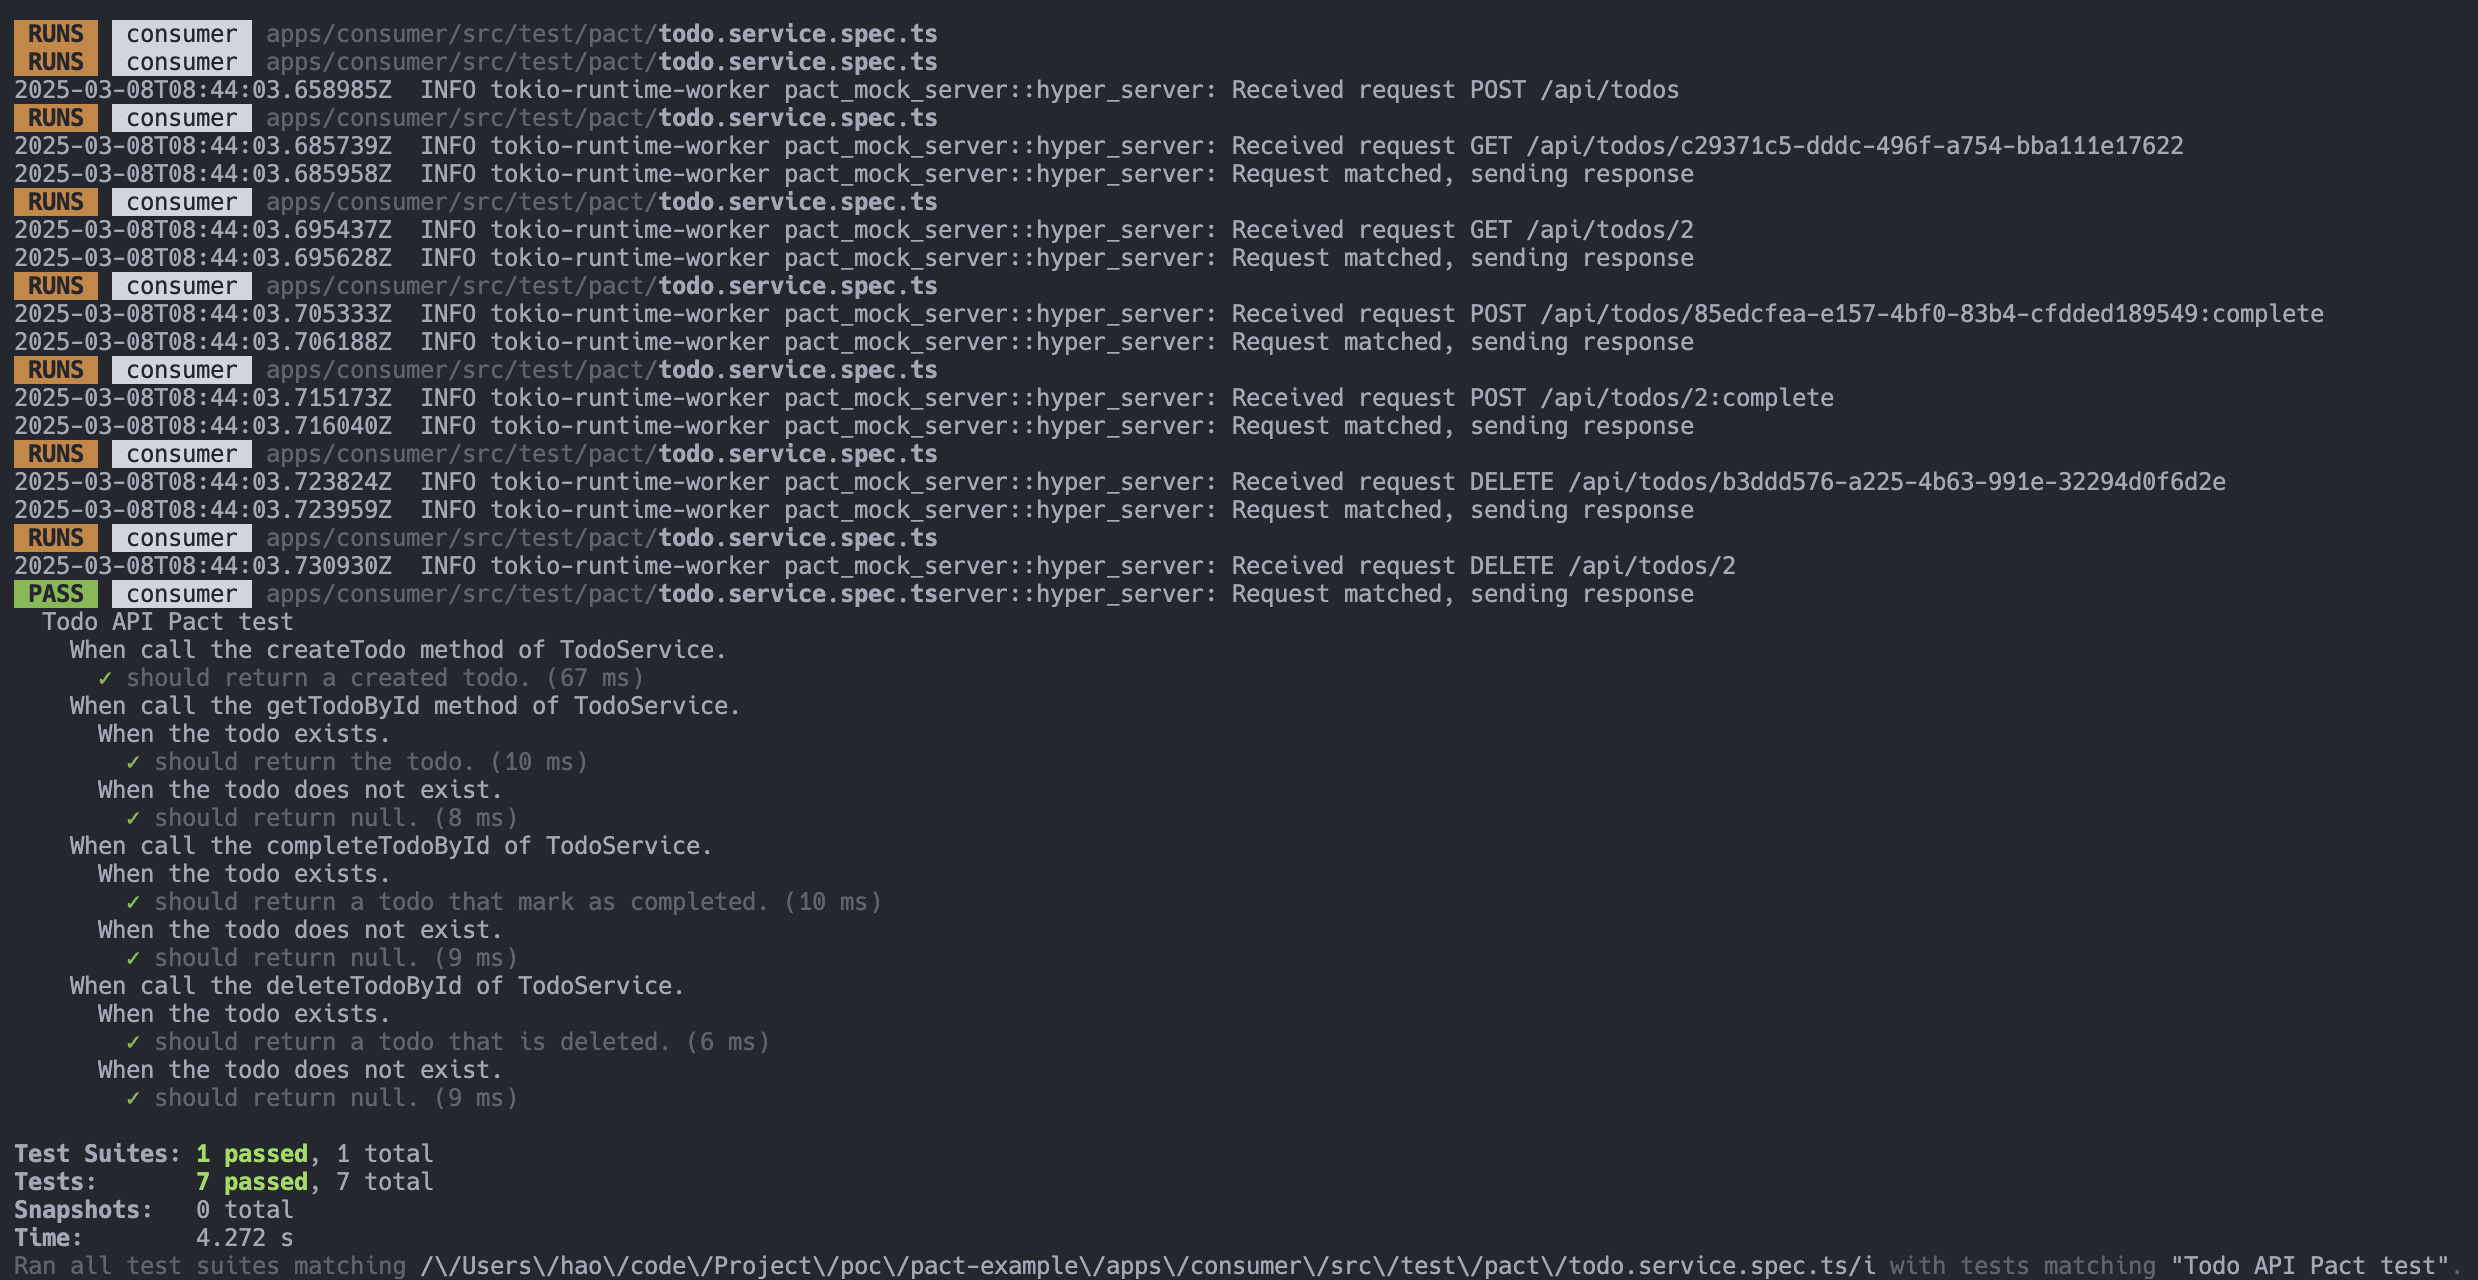 RUNS consumer apps/consumer/src/test/pact/todo.service.spec.ts
RUNS consumer apps/consumer/src/test/pact/todo.service.spec.ts
2025-03-08T08:44:03.658985Z  INFO tokio-runtime-worker pact_mock_server::hyper_server: Received request POST /api/todos
RUNS consumer apps/consumer/src/test/pact/todo.service.spec.ts
2025-03-08T08:44:03.685739Z  INFO tokio-runtime-worker pact_mock_server::hyper_server: Received request GET /api/todos/c29371c5-dddc-496f-a754-bba111e17622
2025-03-08T08:44:03.685958Z  INFO tokio-runtime-worker pact_mock_server::hyper_server: Request matched, sending response
RUNS consumer apps/consumer/src/test/pact/todo.service.spec.ts
2025-03-08T08:44:03.695437Z  INFO tokio-runtime-worker pact_mock_server::hyper_server: Received request GET /api/todos/2
2025-03-08T08:44:03.695628Z  INFO tokio-runtime-worker pact_mock_server::hyper_server: Request matched, sending response
RUNS consumer apps/consumer/src/test/pact/todo.service.spec.ts
2025-03-08T08:44:03.705333Z  INFO tokio-runtime-worker pact_mock_server::hyper_server: Received request POST /api/todos/85edcfea-e157-4bf0-83b4-cfdded189549:complete
2025-03-08T08:44:03.706188Z  INFO tokio-runtime-worker pact_mock_server::hyper_server: Request matched, sending response
RUNS consumer apps/consumer/src/test/pact/todo.service.spec.ts
2025-03-08T08:44:03.715173Z  INFO tokio-runtime-worker pact_mock_server::hyper_server: Received request POST /api/todos/2:complete
2025-03-08T08:44:03.716040Z  INFO tokio-runtime-worker pact_mock_server::hyper_server: Request matched, sending response
RUNS consumer apps/consumer/src/test/pact/todo.service.spec.ts
2025-03-08T08:44:03.723824Z  INFO tokio-runtime-worker pact_mock_server::hyper_server: Received request DELETE /api/todos/b3ddd576-a225-4b63-991e-32294d0f6d2e
2025-03-08T08:44:03.723959Z  INFO tokio-runtime-worker pact_mock_server::hyper_server: Request matched, sending response
RUNS consumer apps/consumer/src/test/pact/todo.service.spec.ts
2025-03-08T08:44:03.730930Z  INFO tokio-runtime-worker pact_mock_server::hyper_server: Received request DELETE /api/todos/2
PASS consumer apps/consumer/src/test/pact/todo.service.spec.tserver::hyper_server: Request matched, sending response
Todo API Pact test
When call the createTodo method of TodoService.
✓ should return a created todo. (67 ms)
When call the getTodoById method of TodoService.
When the todo exists.
✓ should return the todo. (10 ms)
When the todo does not exist.
✓ should return null. (8 ms)
When call the completeTodoById of TodoService.
When the todo exists.
✓ should return a todo that mark as completed. (10 ms)
When the todo does not exist.
✓ should return null. (9 ms)
When call the deleteTodoById of TodoService.
When the todo exists.
✓ should return a todo that is deleted. (6 ms)
When the todo does not exist.
✓ should return null. (9 ms)
Test Suites: 1 passed, 1 total
Tests: 7 passed, 7 total
Snapshots: 0 total
Time: 4.272 s
Ran all test suites matching /\/Users\/hao\/code\/Project\/poc\/pact-example\/apps\/consumer\/src\/test\/pact\/todo.service.spec.ts/i with tests matching "Todo API Pact test".